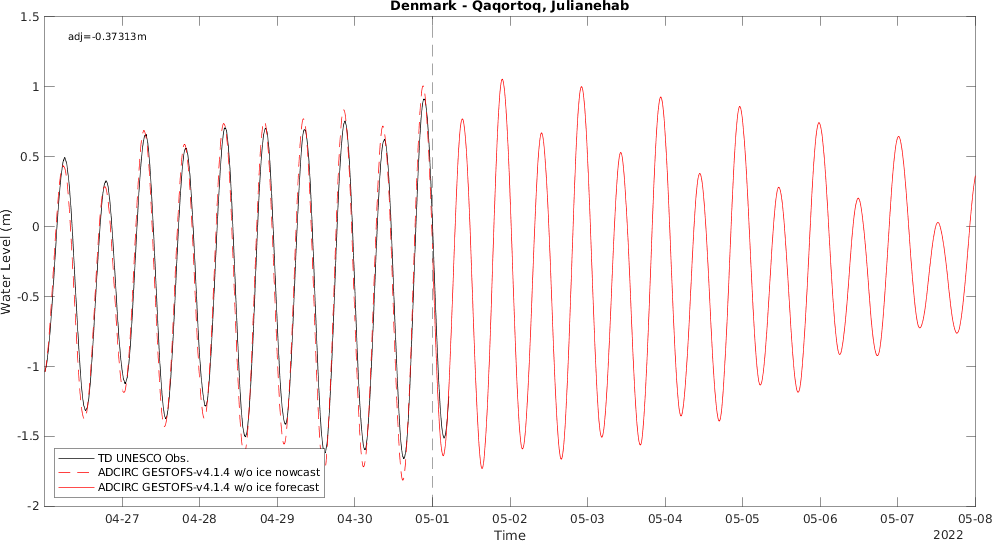 Denmark - Qaqortoq, Julianehab
adj=-0.37313m
1.5
1
0.5
0
-0.5
-1
-1.5
-2
Water Level (m)
TD UNESCO Obs.
ADCIRC GESTOFS-v4.1.4 w/o ice nowcast
ADCIRC GESTOFS-v4.1.4 w/o ice forecast
04-27 04-28 04-29 04-30 05-01 05-02 05-03 05-04 05-05 05-06 05-07 05-08
Time
2022